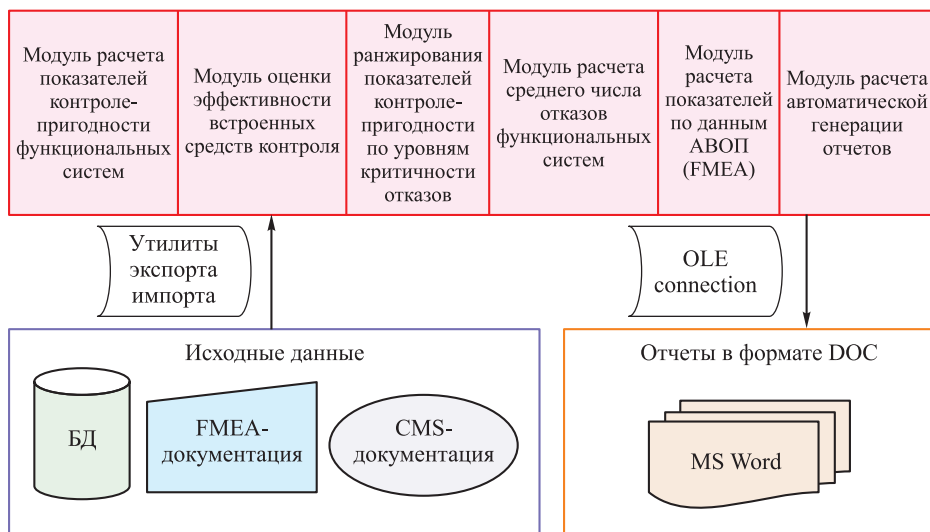 Модуль расчета
показателей
контроле-
пригодности
функциональных
систем
Модуль оценки
эффективности
встроенных
средств контроля
Модуль
ранжирования
показателей
контроле-
пригодности
по уровням
критичности
отказов
Модуль расчета
среднего числа
отказов
функциональных
систем
Модуль
расчета
показателей
по данным
АВОП
(FMEA)
Модуль расчета
автоматической
генерации
отчетов
Утилиты
экспорта
импорта
OLE
connection
Исходные данные
БД
FMEA-
документация
CMS-
документация
Отчеты в формате DOC
MS Word